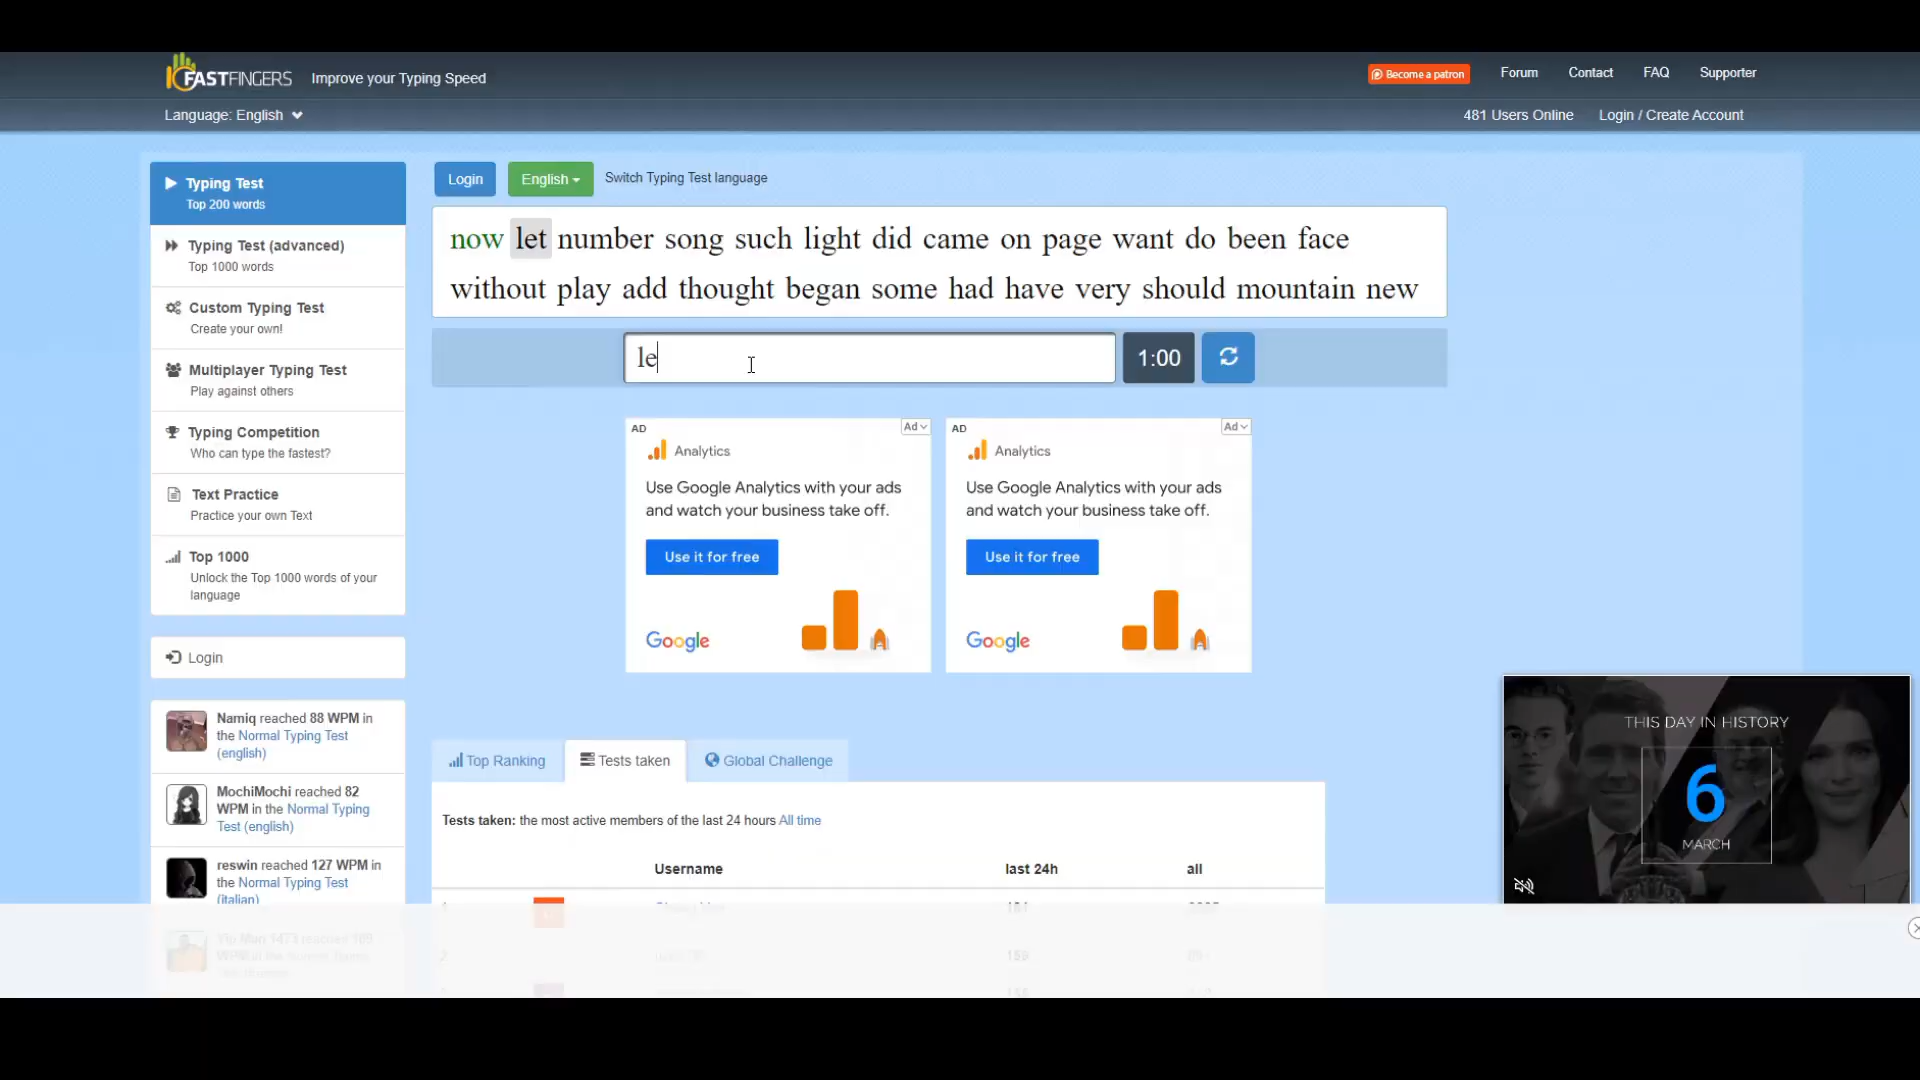 FASTFINGERS Improve your Typing Speed
Become a patron Forum Contact FAQ Supporter
Language: English
481 Users Online Login / Create Account
Typing Test
Top 200 words
Typing Test (advanced)
Top 1000 words
Custom Typing Test
Create your own!
Multiplayer Typing Test
Play against others
Typing Competition
Who can type the fastest?
Text Practice
Practice your own Text
Top 1000
Unlock the Top 1000 words of your
language
Login
Namiq reached 88 WPM in
the Normal Typing Test
(english)
MochiMochi reached 82
WPM in the Normal Typing
Test (english)
reswin reached 127 WPM in
the Normal Typing Test
(italian)
Login English Switch Typing Test language
now let number song such light did came on page want do been face
without play add thought began some had have very should mountain new
le 1:00
AD Ad
Analytics
Use Google Analytics with your ads
and watch your business take off.
Use it for free
Google
AD Ad
Analytics
Use Google Analytics with your ads
and watch your business take off.
Use it for free
Google
Top Ranking Tests taken Global Challenge
Tests taken: the most active members of the last 24 hours All time
Username last 24h all
2 159
THIS DAY IN HISTORY
6
MARCH